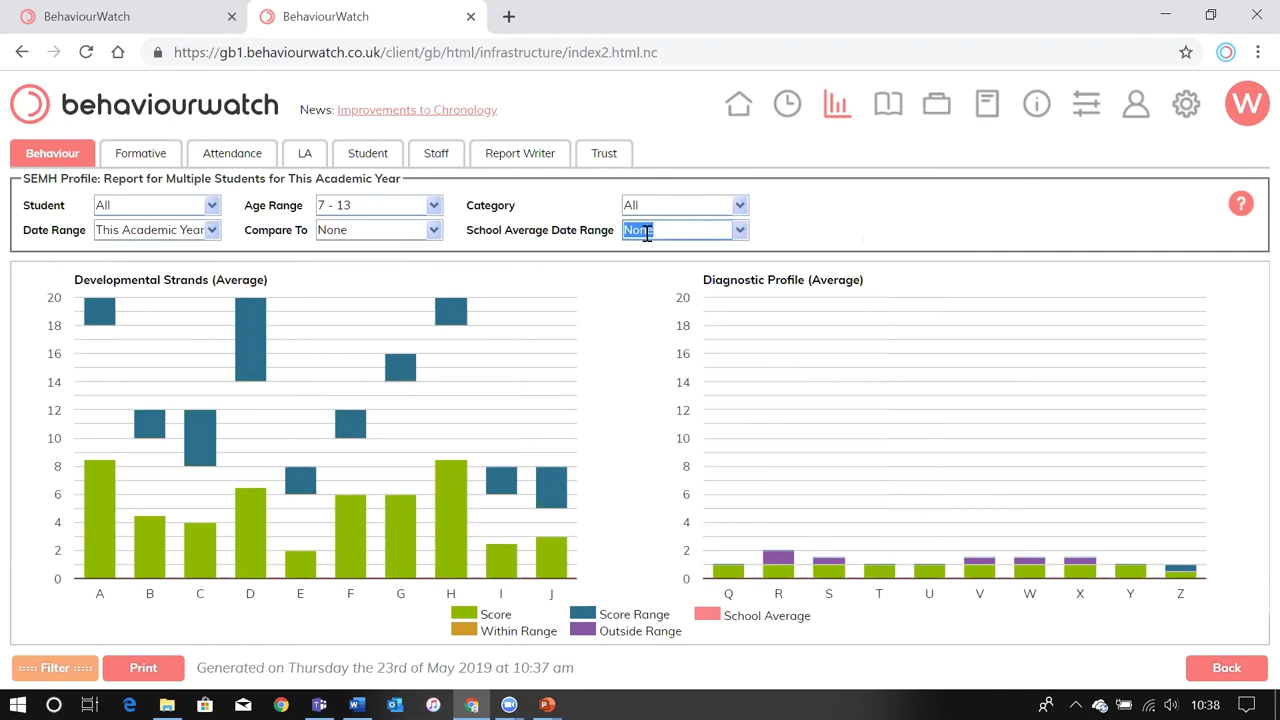 BehaviourWatch
BehaviourWatch
https://gb1.behaviourwatch.co.uk/client/gb/html/infrastructure/index2.html.nc
behaviourwatch
News: Improvements to Chronology
W
Behaviour Formative Attendance LA Student Staff Report Writer Trust
SEMH Profile: Report for Multiple Students for This Academic Year
Student All Age Range 7 - 13 Category All
?
Date Range This Academic Year Compare To None School Average Date Range None
Developmental Strands (Average)
20
18
16
14
12
10
8
6
4
2
0
A B C D E F G H I J
Diagnostic Profile (Average)
20
18
16
14
12
10
8
6
4
2
0
Q R S T U V W X Y Z
Score Score Range School Average
Within Range Outside Range
Filter Print Generated on Thursday the 23rd of May 2019 at 10:37 am Back
10:38